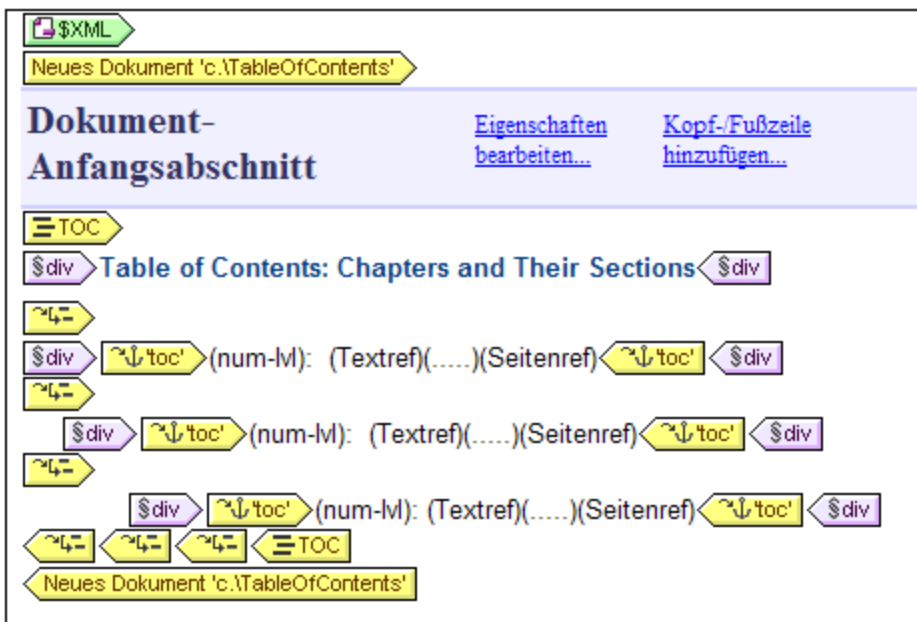 $XML
Neues Dokument 'c.\TableOfContents'
Dokument-
Anfangsabschnitt
Eigenschaften
bearbeiten...
Kopf-/Fußzeile
hinzufügen...
TOC
§div Table of Contents: Chapters and Their Sections §div
§div 'toc' (num-lvl): (Textref)(.....)(Seitenref) 'toc' §div
§div 'toc' (num-lvl): (Textref)(.....)(Seitenref) 'toc' §div
§div 'toc' (num-lvl): (Textref)(.....)(Seitenref) 'toc' §div
TOC
Neues Dokument 'c.\TableOfContents'